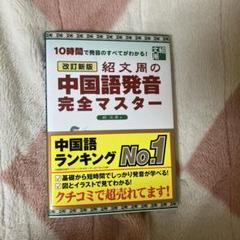 10時間で発音のすべてがわかる!
改訂新版
紹文周の
中国語発音
完全マスター
中国語
ランキング No.1
✓基礎から短時間でしっかり発音が学べる!
✓図とイラストで見てわかる!
クチコミで超売れてます!